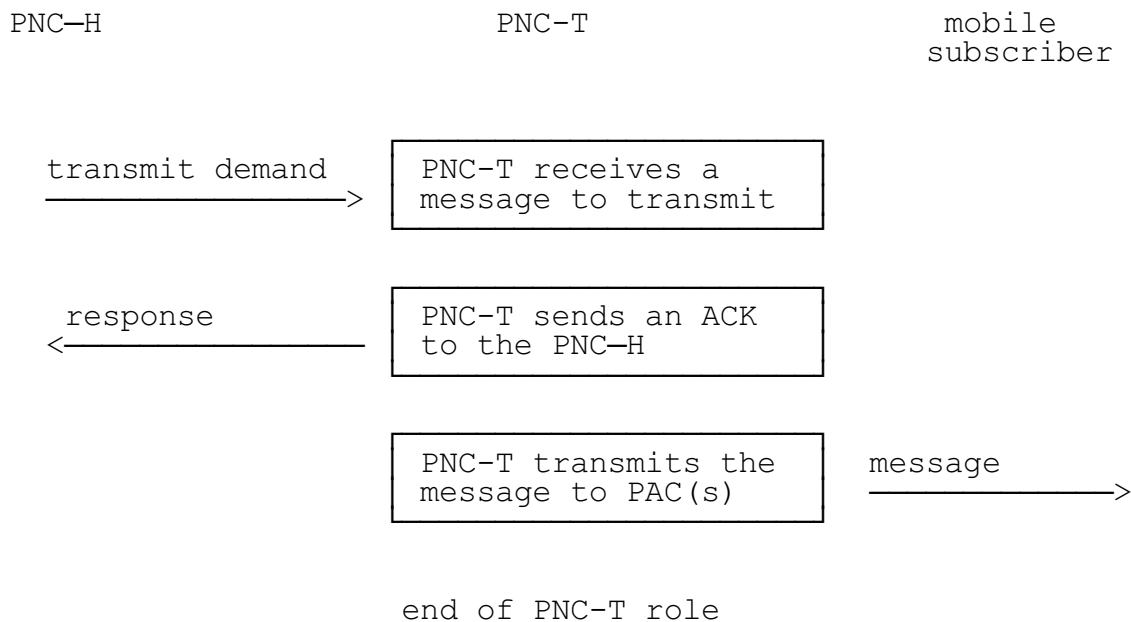 PNC—H PNC-T mobile
subscriber
transmit demand
PNC-T receives a
message to transmit
response
PNC-T sends an ACK
to the PNC—H
PNC-T transmits the
message to PAC(s)
message
end of PNC-T role